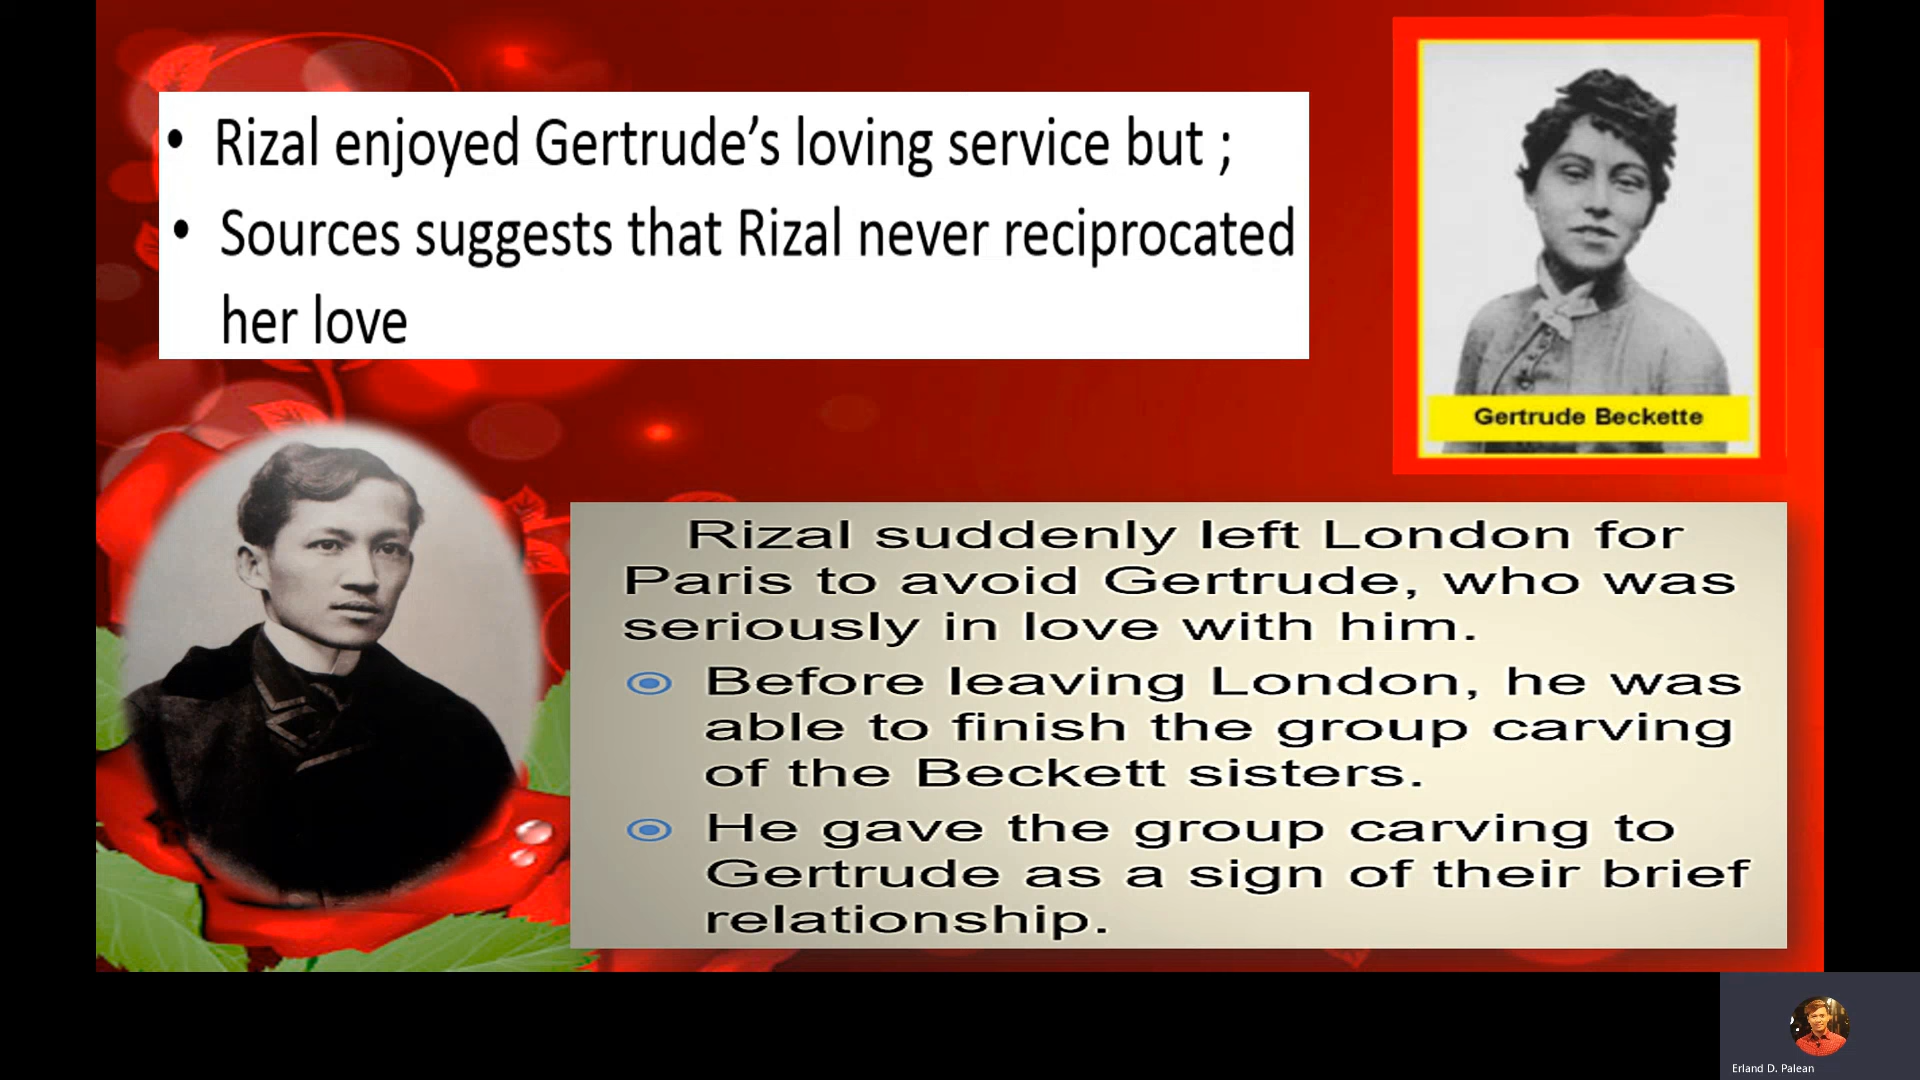 • Rizal enjoyed Gertrude’s loving service but ;
• Sources suggests that Rizal never reciprocated
her love
Gertrude Beckette
Rizal suddenly left London for
Paris to avoid Gertrude, who was
seriously in love with him.
Before leaving London, he was
able to finish the group carving
of the Beckett sisters.
He gave the group carving to
Gertrude as a sign of their brief
relationship.
Erland D. Palean